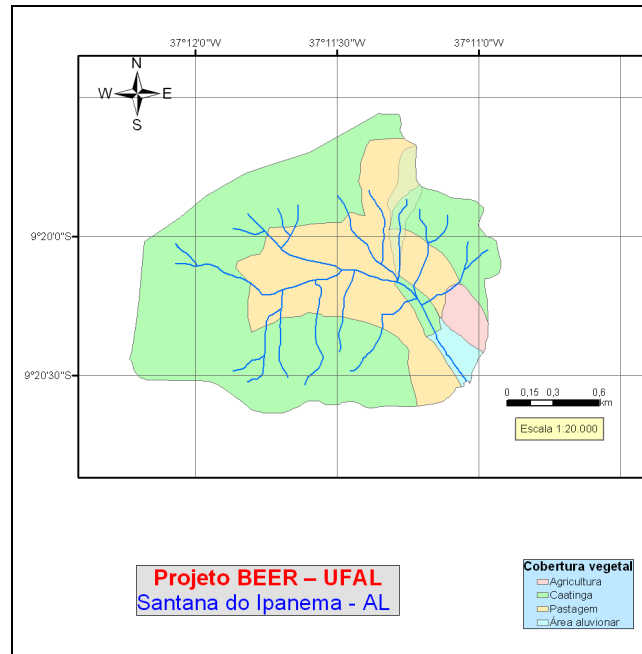 37°12'0"W 37°11'30"W 37°11'0"W
N
W E
S
9°20'0"S
9°20'30"S
0 0,15 0,3 0,6
km
Escala 1:20.000
Projeto BEER – UFAL
Santana do Ipanema - AL
Cobertura vegetal
Agricultura
Caatinga
Pastagem
Área aluvionar